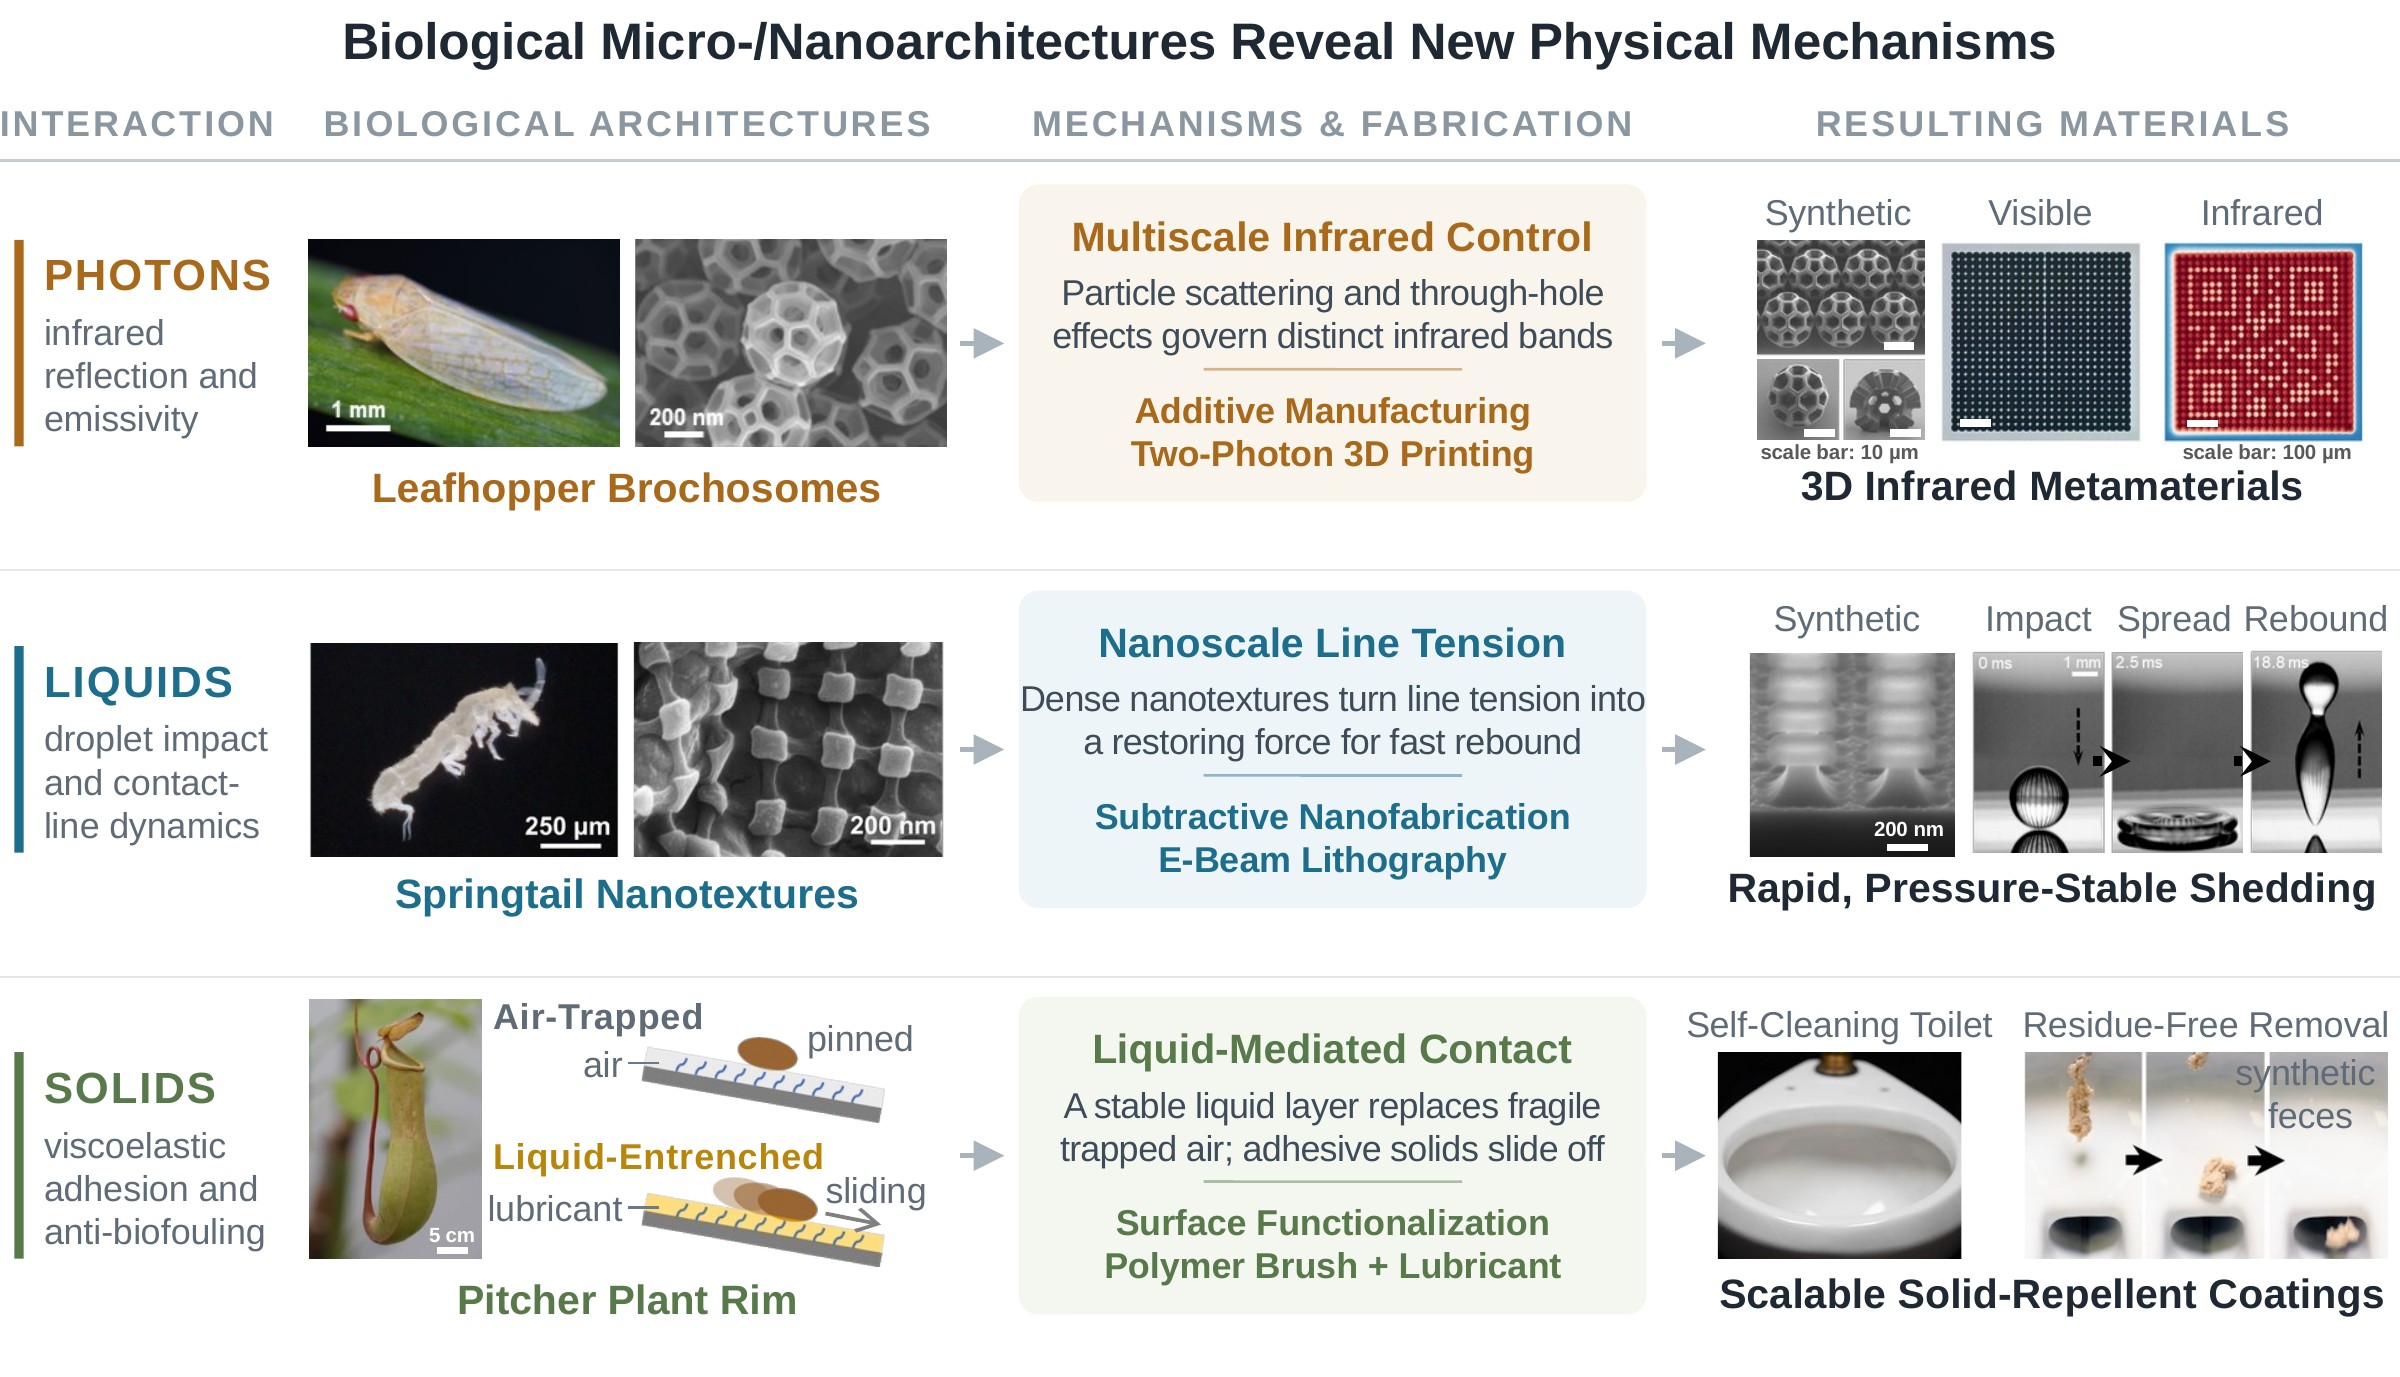 Biological Micro-/Nanoarchitectures Reveal New Physical Mechanisms
INTERACTION
BIOLOGICAL ARCHITECTURES
MECHANISMS & FABRICATION
RESULTING MATERIALS
PHOTONS
infrared
reflection and
emissivity
1 mm
200 nm
Leafhopper Brochosomes
Multiscale Infrared Control
Particle scattering and through-hole
effects govern distinct infrared bands
Additive Manufacturing
Two-Photon 3D Printing
Synthetic
Visible
Infrared
scale bar: 10 µm
scale bar: 100 µm
3D Infrared Metamaterials
LIQUIDS
droplet impact
and contact-
line dynamics
250 µm
200 nm
Springtail Nanotextures
Nanoscale Line Tension
Dense nanotextures turn line tension into
a restoring force for fast rebound
Subtractive Nanofabrication
E-Beam Lithography
Synthetic
Impact
Spread
Rebound
200 nm
0 ms
1 mm
2.5 ms
18.8 ms
Rapid, Pressure-Stable Shedding
SOLIDS
viscoelastic
adhesion and
anti-biofouling
5 cm
Air-Trapped
air
pinned
Liquid-Entrenched
lubricant
sliding
Pitcher Plant Rim
Liquid-Mediated Contact
A stable liquid layer replaces fragile
trapped air; adhesive solids slide off
Surface Functionalization
Polymer Brush + Lubricant
Self-Cleaning Toilet
Residue-Free Removal
synthetic
feces
Scalable Solid-Repellent Coatings